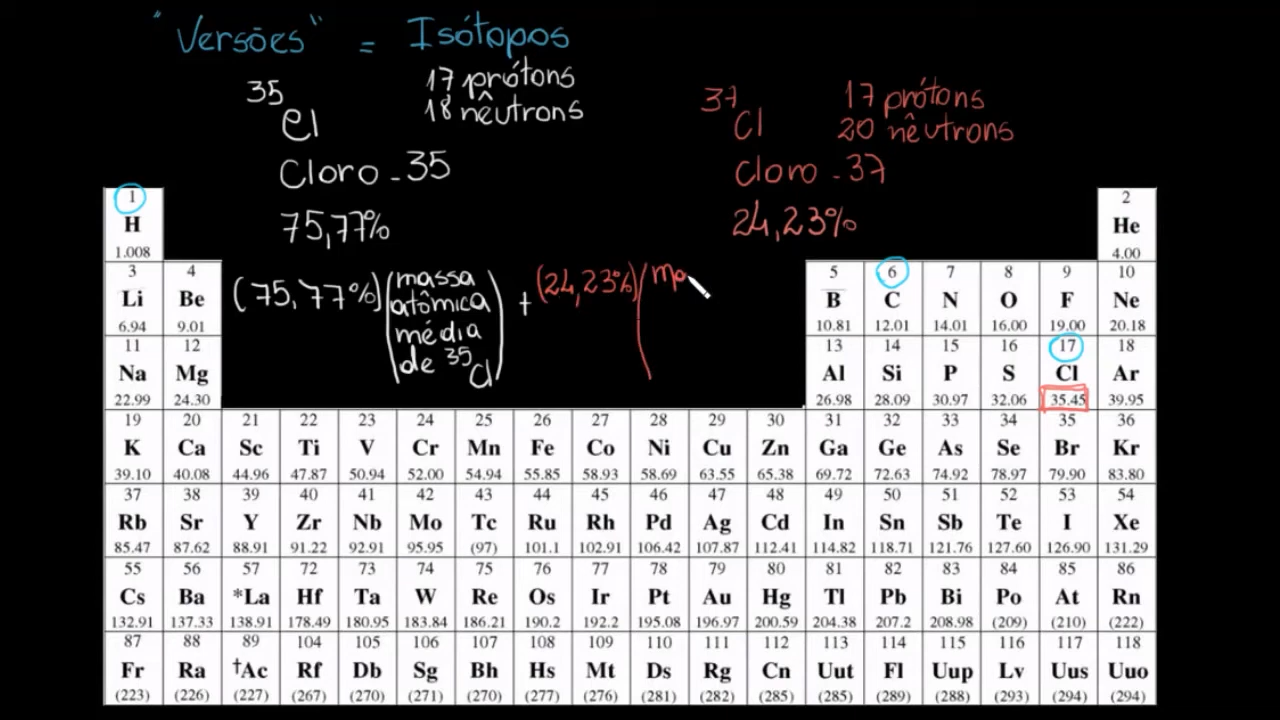 "Versões" = Isótopos
35
Cl
17 prótons
18 nêutrons
Cloro - 35
75,77%
37
Cl
17 prótons
20 nêutrons
Cloro - 37
24,23%
(75,77%) (massa atômica média de 35 Cl) + (24,23%) (ma
1 2
H He
1.008 4.00
3 4 5 6 7 8 9 10
Li Be B C N O F Ne
6.94 9.01 10.81 12.01 14.01 16.00 19.00 20.18
11 12 13 14 15 16 17 18
Na Mg Al Si P S Cl Ar
22.99 24.30 26.98 28.09 30.97 32.06 35.45 39.95
19 20 21 22 23 24 25 26 27 28 29 30 31 32 33 34 35 36
K Ca Sc Ti V Cr Mn Fe Co Ni Cu Zn Ga Ge As Se Br Kr
39.10 40.08 44.96 47.87 50.94 52.00 54.94 55.85 58.93 58.69 63.55 65.38 69.72 72.63 74.92 78.97 79.90 83.80
37 38 39 40 41 42 43 44 45 46 47 48 49 50 51 52 53 54
Rb Sr Y Zr Nb Mo Tc Ru Rh Pd Ag Cd In Sn Sb Te I Xe
85.47 87.62 88.91 91.22 92.91 95.95 (97) 101.1 102.91 106.42 107.87 112.41 114.82 118.71 121.76 127.60 126.90 131.29
55 56 57 72 73 74 75 76 77 78 79 80 81 82 83 84 85 86
Cs Ba *La Hf Ta W Re Os Ir Pt Au Hg Tl Pb Bi Po At Rn
132.91 137.33 138.91 178.49 180.95 183.84 186.21 190.2 192.2 195.08 196.97 200.59 204.38 207.2 208.98 (209) (210) (222)
87 88 89 104 105 106 107 108 109 110 111 112 113 114 115 116 117 118
Fr Ra †Ac Rf Db Sg Bh Hs Mt Ds Rg Cn Uut Fl Uup Lv Uus Uuo
(223) (226) (227) (267) (270) (271) (270) (277) (276) (281) (282) (285) (285) (289) (288) (293) (294) (294)